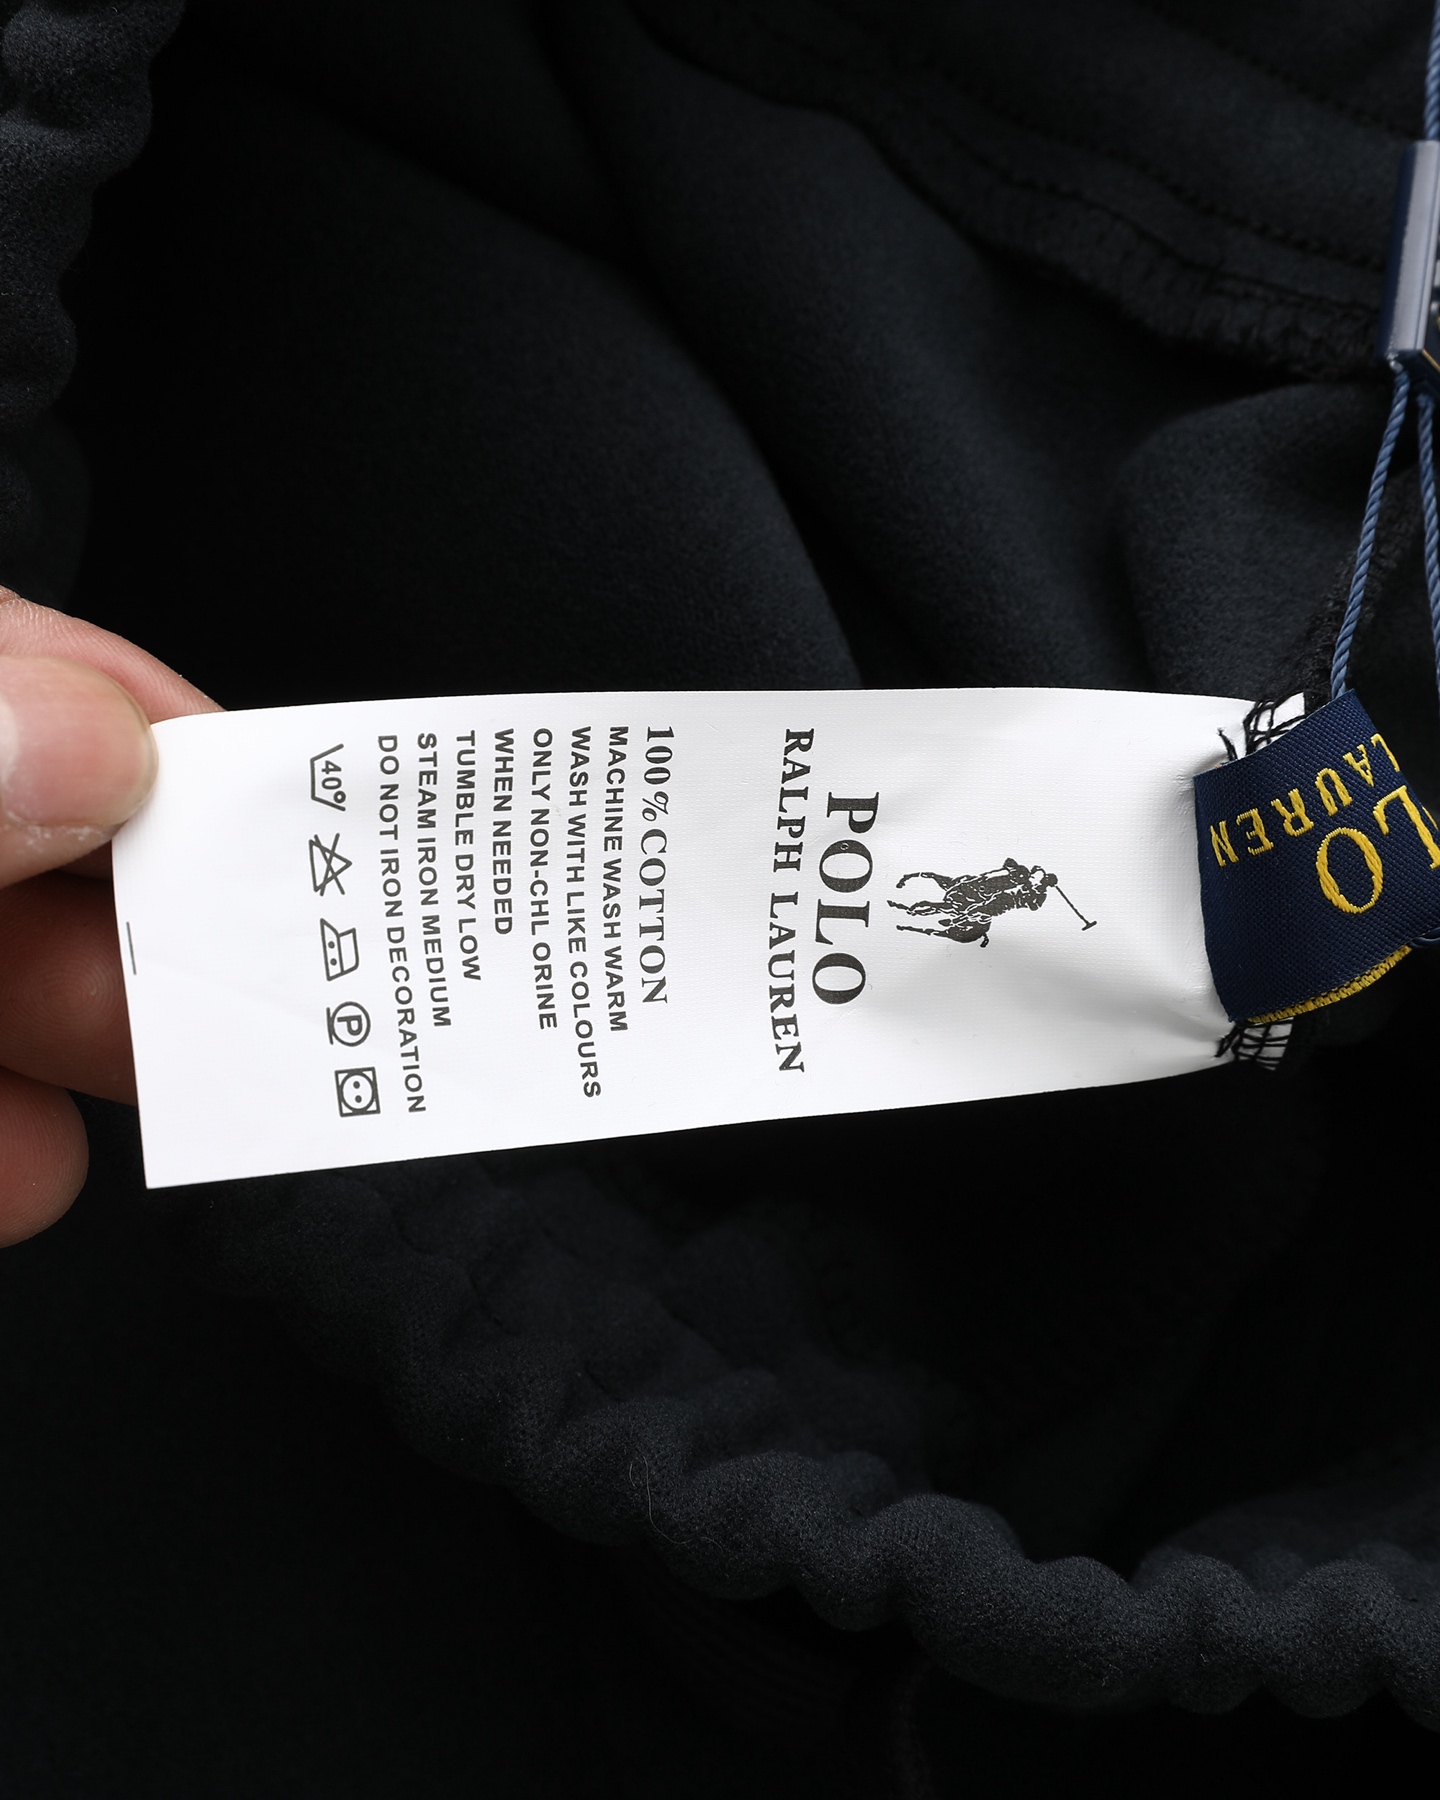 POLO
RALPH LAUREN
100%COTTON
MACHINE WASH WARM
WASH WITH LIKE COLOURS
ONLY NON-CHL ORINE
WHEN NEEDED
TUMBLE DRY LOW
STEAM IRON MEDIUM
DO NOT IRON DECORATION
40°
P
LO
LAUREN